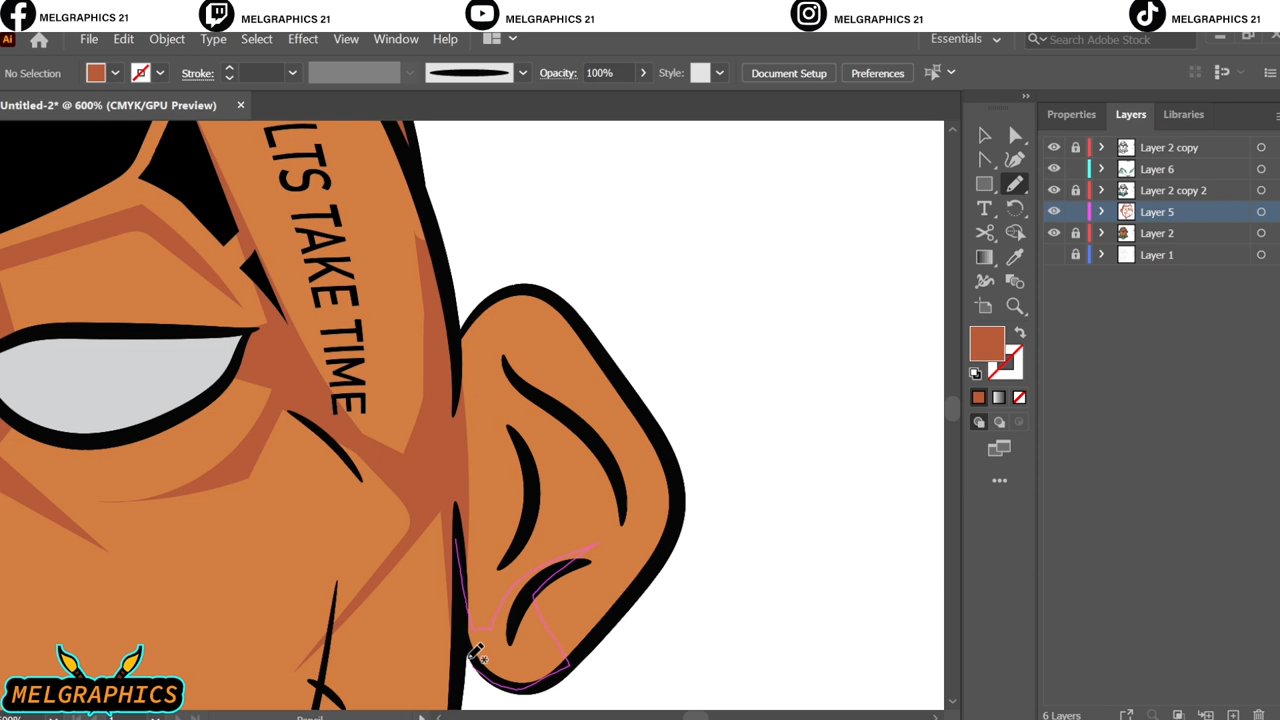 MELGRAPHICS 21 MELGRAPHICS 21 MELGRAPHICS 21 MELGRAPHICS 21 MELGRAPHICS 21
Ai File Edit Object Type Select Effect View Window Help Essentials Search Adobe Stock
No Selection Stroke: Opacity: 100% Style: Document Setup Preferences
Untitled-2* @ 600% (CMYK/GPU Preview)
Properties Layers Libraries
Layer 2 copy
Layer 6
Layer 2 copy 2
Layer 5
Layer 2
Layer 1
LTS TAKE TIME
MELGRAPHICS
6 Layers